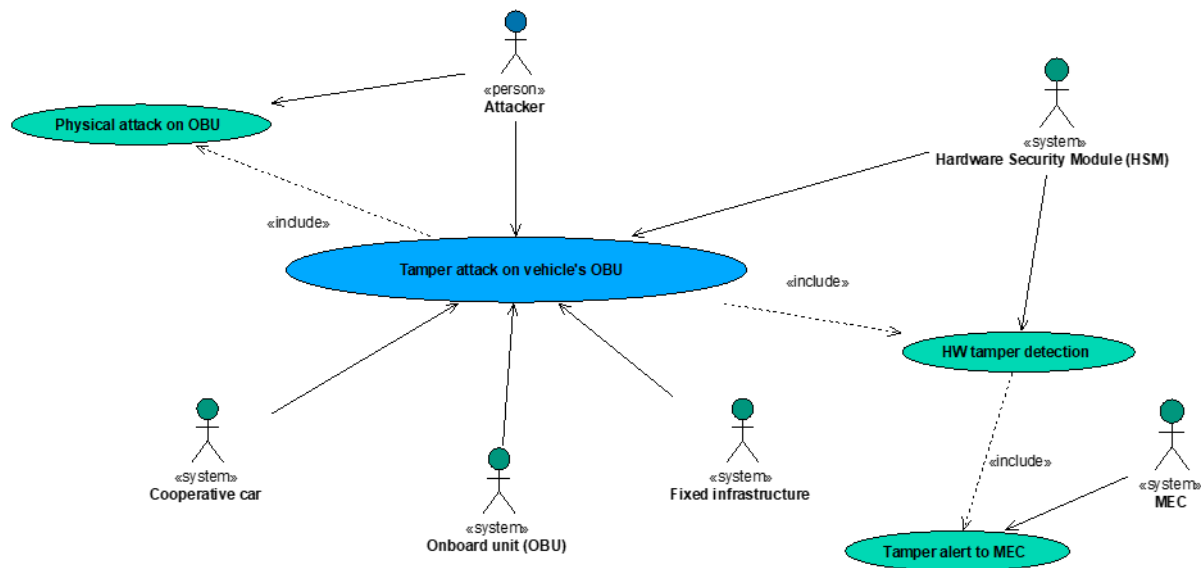 «person»
Attacker
Physical attack on OBU
«system»
Hardware Security Module (HSM)
«include»
Tamper attack on vehicle's OBU
«include»
HW tamper detection
«include»
«system»
Cooperative car
«system»
Onboard unit (OBU)
«system»
Fixed infrastructure
«system»
MEC
Tamper alert to MEC